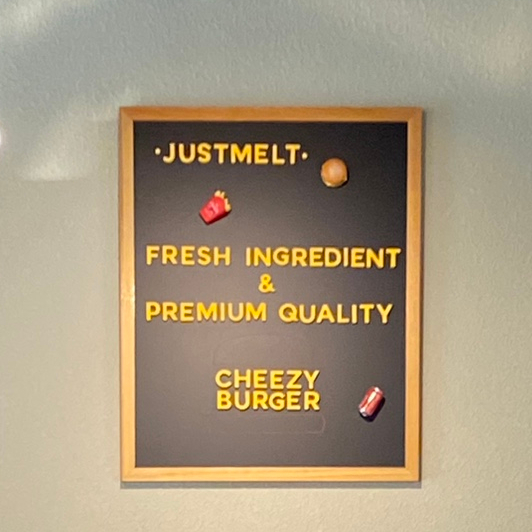 ·JUSTMELT·
FRESH INGREDIENT
&
PREMIUM QUALITY
CHEEZY
BURGER